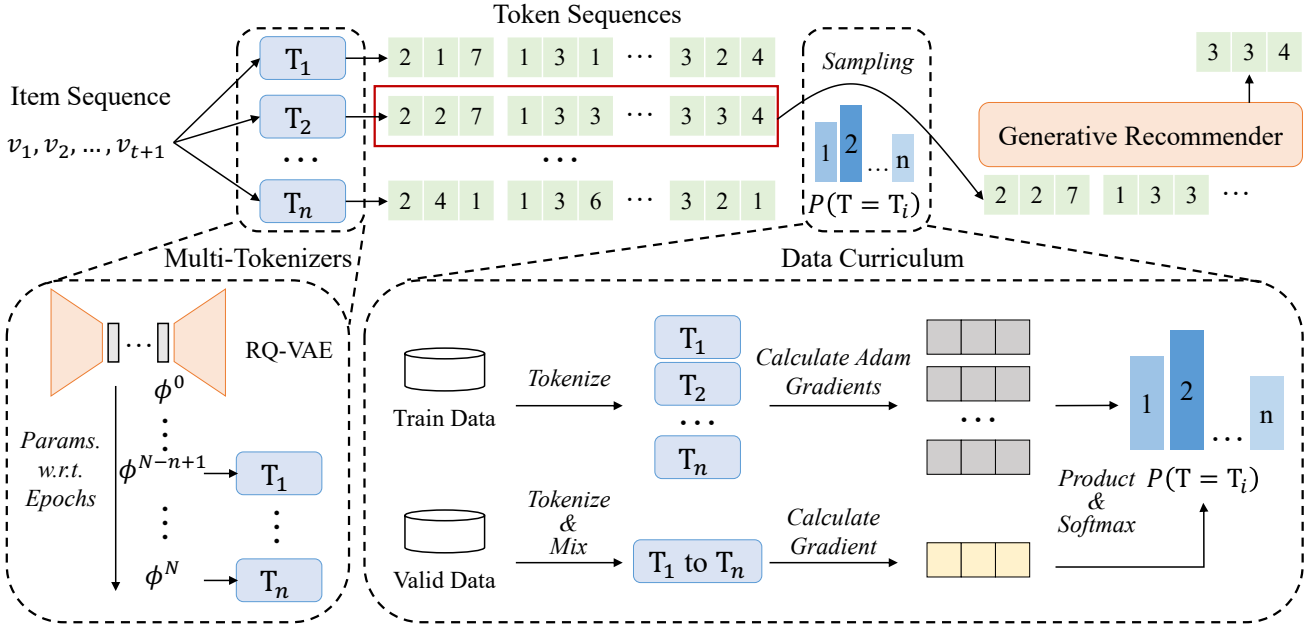 Token Sequences
Item Sequence
v₁, v₂, …, v_{t+1}
T₁
2 1 7 1 3 1 ··· 3 2 4
T₂
2 2 7 1 3 3 ··· 3 3 4
··· ···
Tₙ
2 4 1 1 3 6 ··· 3 2 1
Sampling
1 2 … n
P(T = Tᵢ)
3 3 4
Generative Recommender
2 2 7 1 3 3 ···
Multi-Tokenizers
···
RQ-VAE
Params.
w.r.t.
Epochs
ϕ⁰
ϕ^{N−n+1}
T₁
ϕ^N
Tₙ
Data Curriculum
Train Data
Tokenize
T₁
T₂
···
Tₙ
Calculate Adam
Gradients
···
1 2 … n
P(T = Tᵢ)
Valid Data
Tokenize
&
Mix
T₁ to Tₙ
Calculate
Gradient
Product
&
Softmax